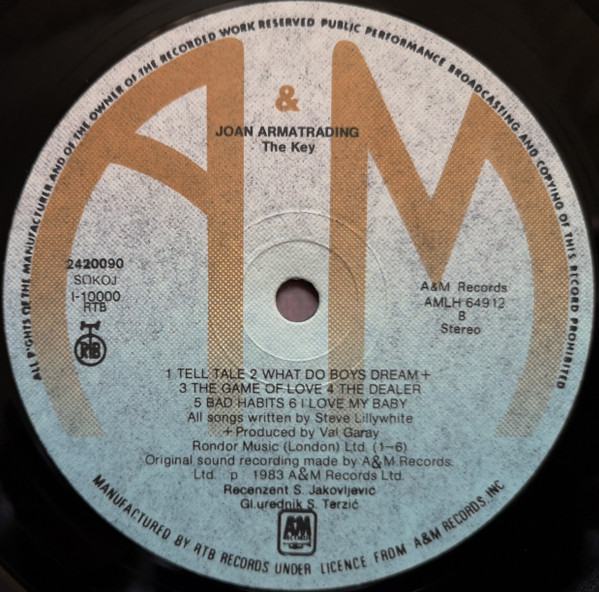 ALL RIGHTS OF THE MANUFACTURER AND OF THE OWNER OF THE RECORDED WORK RESERVED PUBLIC PERFORMANCE BROADCASTING AND COPYING OF THIS RECORD PROHIBITED
A & M
JOAN ARMATRADING
The Key
2420090
SOKOJ
I-10000
RTB
RTB
A&M Records
AMLH 64912
B
Stereo
1 TELL TALE 2 WHAT DO BOYS DREAM +
3 THE GAME OF LOVE 4 THE DEALER
5 BAD HABITS 6 I LOVE MY BABY
All songs written by Steve Lillywhite
+ Produced by Val Garay
Rondor Music (London) Ltd. (1-6)
Original sound recording made by A&M Records.
Ltd. p 1983 A&M Records Ltd.
Recenzent S. Jakovljević
Gl.urednik S. Terzić
A&M
RECORDS
MANUFACTURED BY RTB RECORDS UNDER LICENCE FROM A&M RECORDS, INC